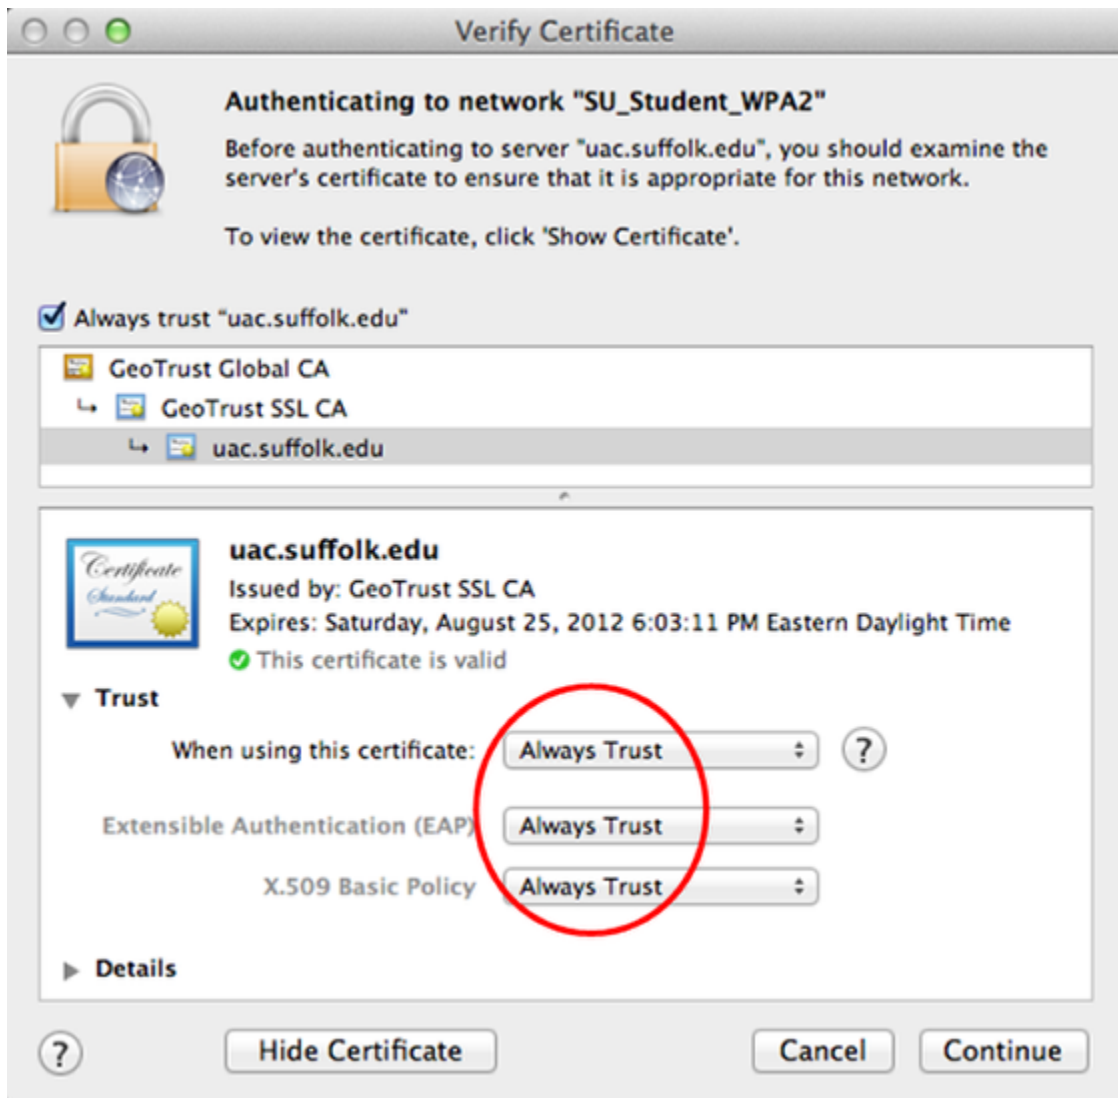 Verify Certificate
Authenticating to network "SU_Student_WPA2"
Before authenticating to server "uac.suffolk.edu", you should examine the
server's certificate to ensure that it is appropriate for this network.
To view the certificate, click 'Show Certificate'.
Always trust "uac.suffolk.edu"
GeoTrust Global CA
GeoTrust SSL CA
uac.suffolk.edu
Certificate
Standard
uac.suffolk.edu
Issued by: GeoTrust SSL CA
Expires: Saturday, August 25, 2012 6:03:11 PM Eastern Daylight Time
This certificate is valid
Trust
When using this certificate: Always Trust ?
Extensible Authentication (EAP) Always Trust
X.509 Basic Policy Always Trust
Details
? Hide Certificate Cancel Continue